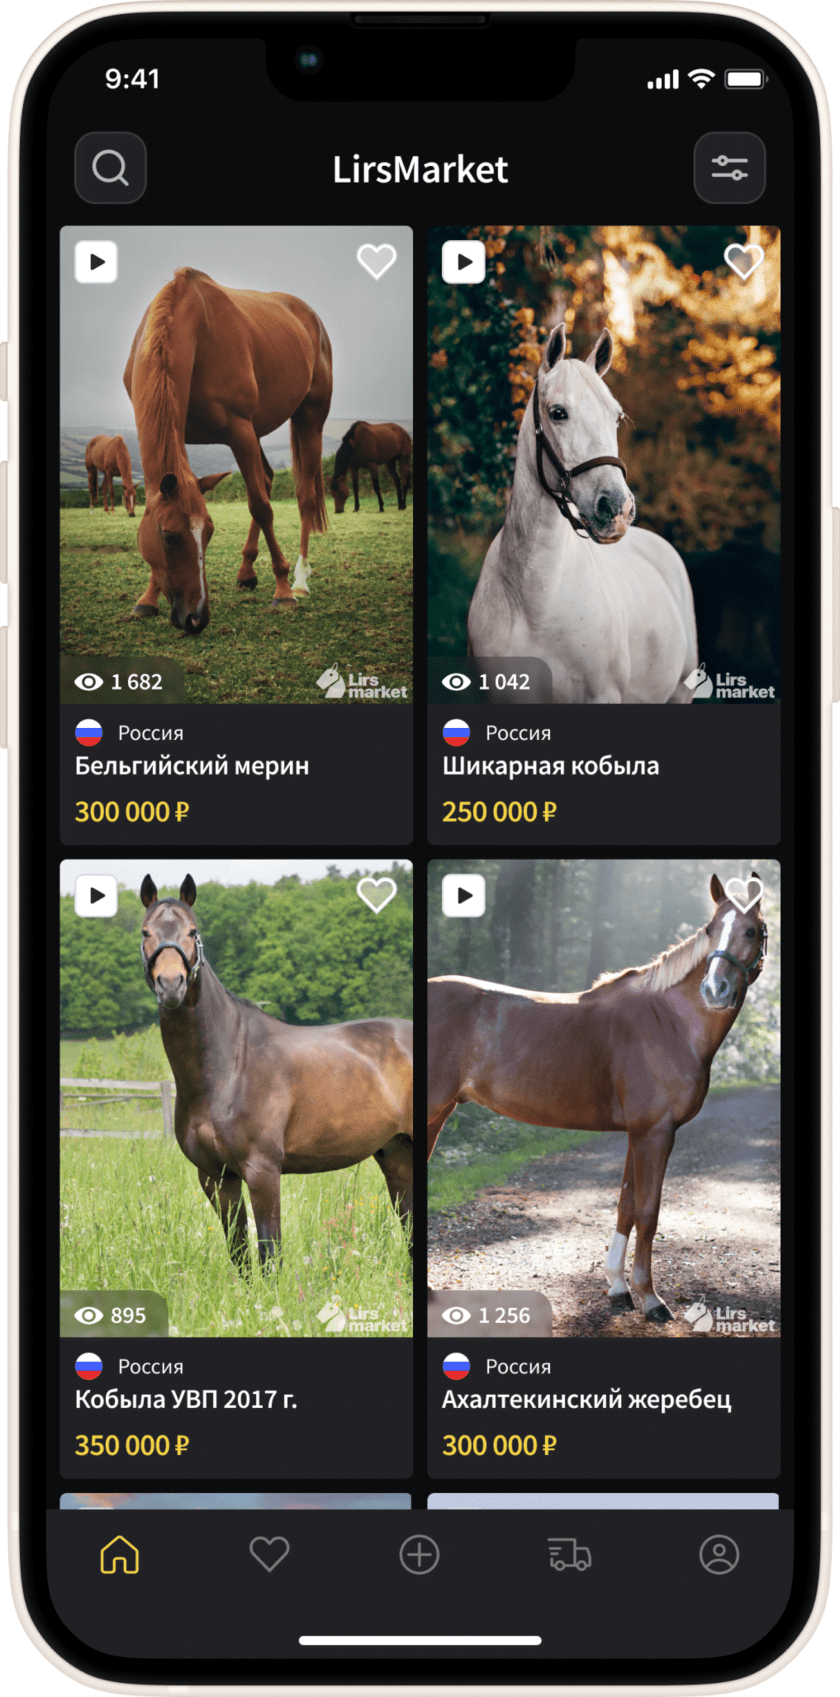 9:41
LirsMarket
1 682
Lirs
market
1 042
Lirs
market
Россия
Бельгийский мерин
300 000 ₽
Россия
Шикарная кобыла
250 000 ₽
895
Lirs
market
1 256
Lirs
market
Россия
Кобыла УВП 2017 г.
350 000 ₽
Россия
Ахалтекинский жеребец
300 000 ₽